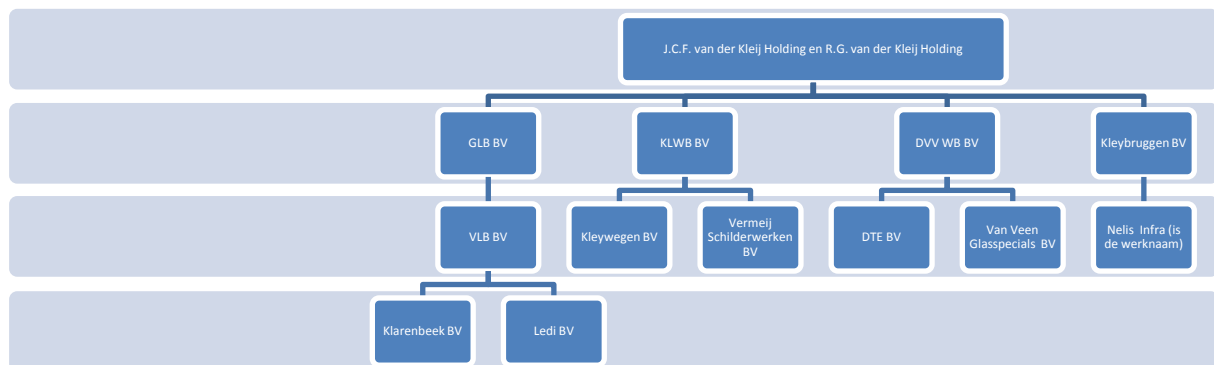 J.C.F. van der Kleij Holding en R.G. van der Kleij Holding
GLB BV
KLWB BV
DVV WB BV
Kleybruggen BV
VLB BV
Kleywegen BV
Vermeij
Schilderwerken
BV
DTE BV
Van Veen
Glasspecials BV
Nelis Infra (is
de werknaam)
Klarenbeek BV
Ledi BV